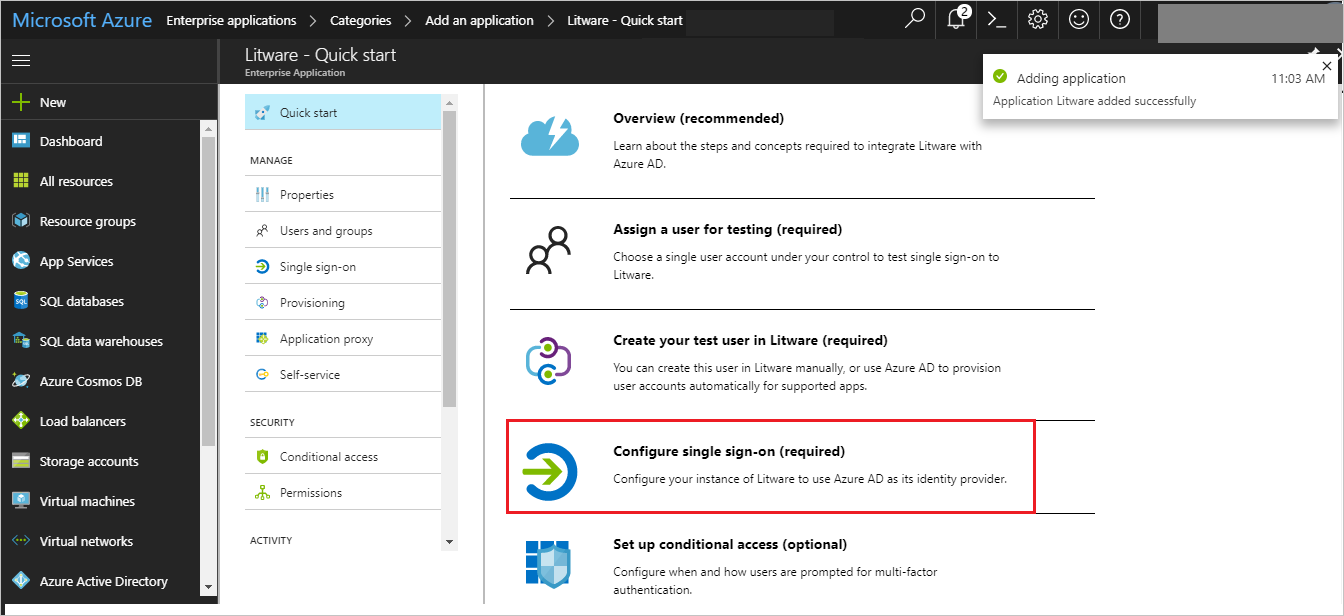 Microsoft Azure Enterprise applications > Categories > Add an application > Litware - Quick start 2
Litware - Quick start
Enterprise Application
Adding application 11:03 AM
Application Litware added successfully
New
Dashboard
All resources
Resource groups
App Services
SQL databases
SQL data warehouses
Azure Cosmos DB
Load balancers
Storage accounts
Virtual machines
Virtual networks
Azure Active Directory
Quick start
MANAGE
Properties
Users and groups
Single sign-on
Provisioning
Application proxy
Self-service
SECURITY
Conditional access
Permissions
ACTIVITY
Overview (recommended)
Learn about the steps and concepts required to integrate Litware with
Azure AD.
Assign a user for testing (required)
Choose a single user account under your control to test single sign-on to
Litware.
Create your test user in Litware (required)
You can create this user in Litware manually, or use Azure AD to provision
user accounts automatically for supported apps.
Configure single sign-on (required)
Configure your instance of Litware to use Azure AD as its identity provider.
Set up conditional access (optional)
Configure when and how users are prompted for multi-factor
authentication.